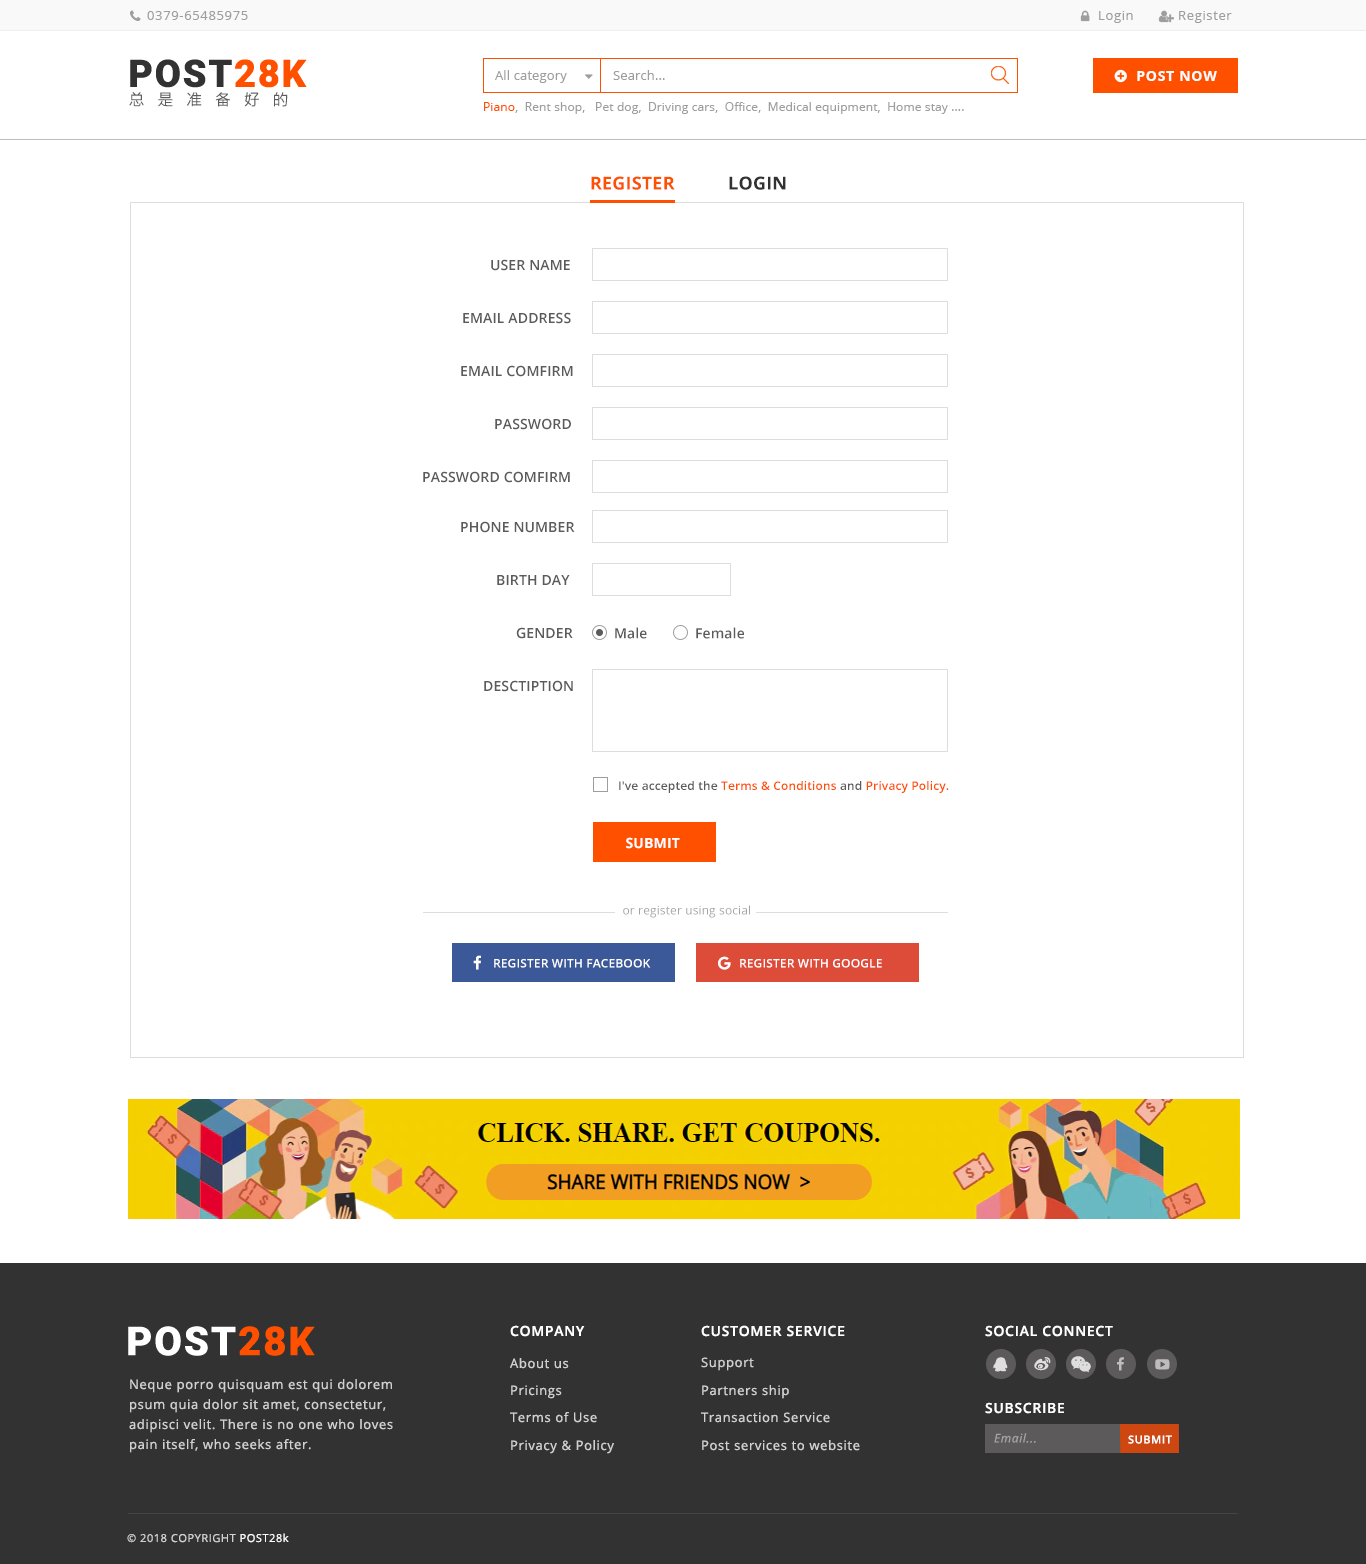 0379-65485975
Login
Register
POST28K
总是准备好的
All category
Search...
POST NOW
Piano, Rent shop, Pet dog, Driving cars, Office, Medical equipment, Home stay ....
REGISTER
LOGIN
USER NAME
EMAIL ADDRESS
EMAIL COMFIRM
PASSWORD
PASSWORD COMFIRM
PHONE NUMBER
BIRTH DAY
GENDER
Male
Female
DESCTIPTION
I've accepted the Terms & Conditions and Privacy Policy.
SUBMIT
or register using social
REGISTER WITH FACEBOOK
REGISTER WITH GOOGLE
CLICK. SHARE. GET COUPONS.
SHARE WITH FRIENDS NOW >
POST28K
Neque porro quisquam est qui dolorem
psum quia dolor sit amet, consectetur,
adipisci velit. There is no one who loves
pain itself, who seeks after.
COMPANY
About us
Pricings
Terms of Use
Privacy & Policy
CUSTOMER SERVICE
Support
Partners ship
Transaction Service
Post services to website
SOCIAL CONNECT
SUBSCRIBE
Email...
SUBMIT
© 2018 COPYRIGHT POST28k